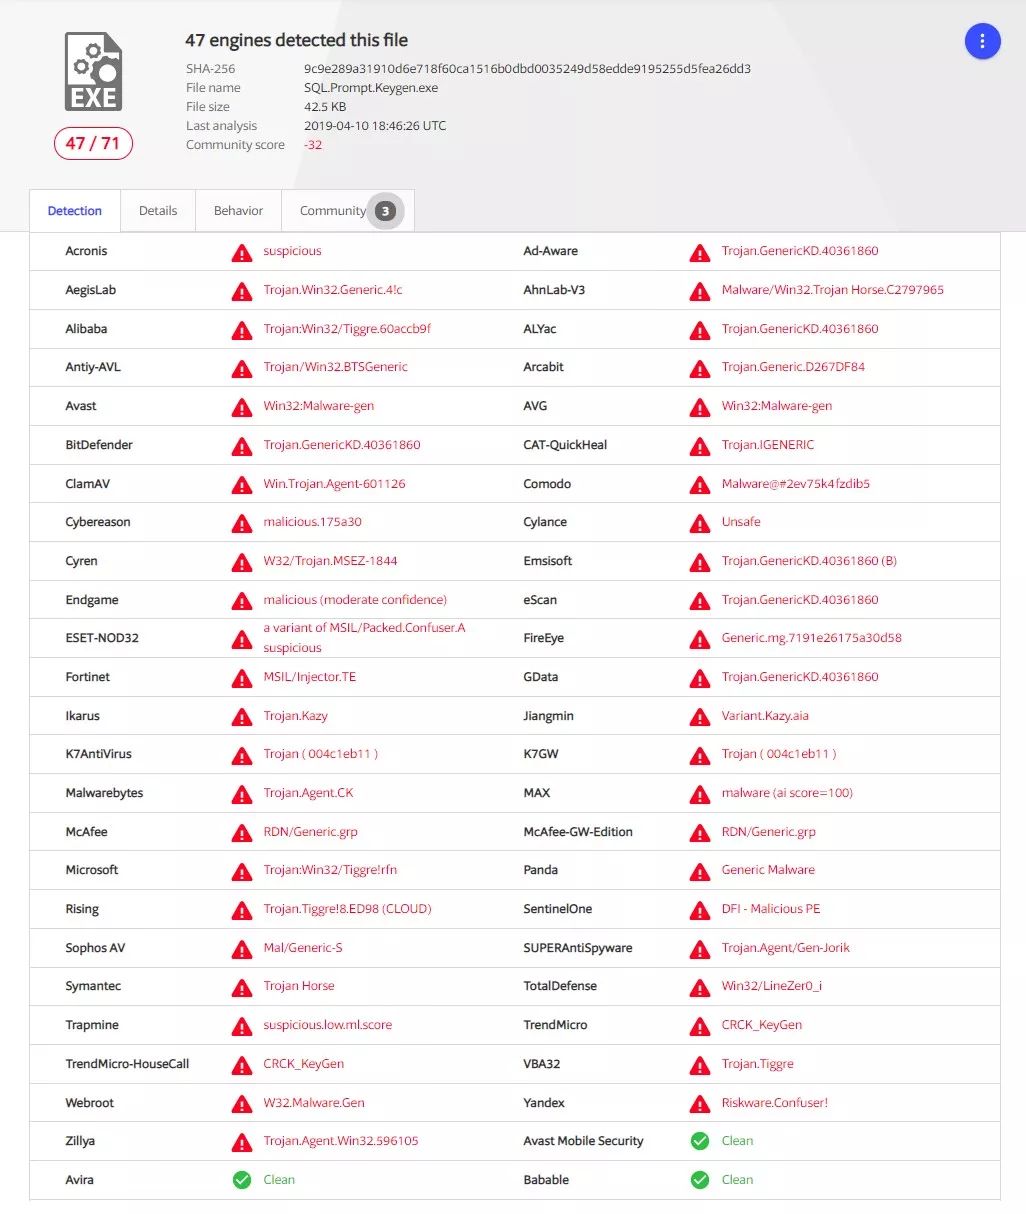 47 engines detected this file
SHA-256 9c9e289a31910d6e718f60ca1516b0dbd0035249d58edde9195255d5fea26dd3
File name SQL.Prompt.Keygen.exe
File size 42.5 KB
Last analysis 2019-04-10 18:46:26 UTC
Community score -32
EXE
47 / 71
Detection Details Behavior Community 3
Acronis suspicious Ad-Aware Trojan.GenericKD.40361860
AegisLab Trojan.Win32.Generic.4!c AhnLab-V3 Malware/Win32.Trojan Horse.C2797965
Alibaba Trojan:Win32/Tiggre.60accb9f ALYac Trojan.GenericKD.40361860
Antiy-AVL Trojan/Win32.BTSGeneric Arcabit Trojan.Generic.D267DF84
Avast Win32:Malware-gen AVG Win32:Malware-gen
BitDefender Trojan.GenericKD.40361860 CAT-QuickHeal Trojan.IGENERIC
ClamAV Win.Trojan.Agent-601126 Comodo Malware@#2ev75k4fzdib5
Cybereason malicious.175a30 Cylance Unsafe
Cyren W32/Trojan.MSEZ-1844 Emsisoft Trojan.GenericKD.40361860 (B)
Endgame malicious (moderate confidence) eScan Trojan.GenericKD.40361860
ESET-NOD32 a variant of MSIL/Packed.Confuser.A
suspicious FireEye Generic.mg.7191e26175a30d58
Fortinet MSIL/Injector.TE GData Trojan.GenericKD.40361860
Ikarus Trojan.Kazy Jiangmin Variant.Kazy.aia
K7AntiVirus Trojan ( 004c1eb11 ) K7GW Trojan ( 004c1eb11 )
Malwarebytes Trojan.Agent.CK MAX malware (ai score=100)
McAfee RDN/Generic.grp McAfee-GW-Edition RDN/Generic.grp
Microsoft Trojan:Win32/Tiggre!rfn Panda Generic Malware
Rising Trojan.Tiggre!8.ED98 (CLOUD) SentinelOne DFI - Malicious PE
Sophos AV Mal/Generic-S SUPERAntiSpyware Trojan.Agent/Gen-Jorik
Symantec Trojan Horse TotalDefense Win32/LineZer0_i
Trapmine suspicious.low.ml.score TrendMicro CRCK_KeyGen
TrendMicro-HouseCall CRCK_KeyGen VBA32 Trojan.Tiggre
Webroot W32.Malware.Gen Yandex Riskware.Confuser!
Zillya Trojan.Agent.Win32.596105 Avast Mobile Security Clean
Avira Clean Babable Clean